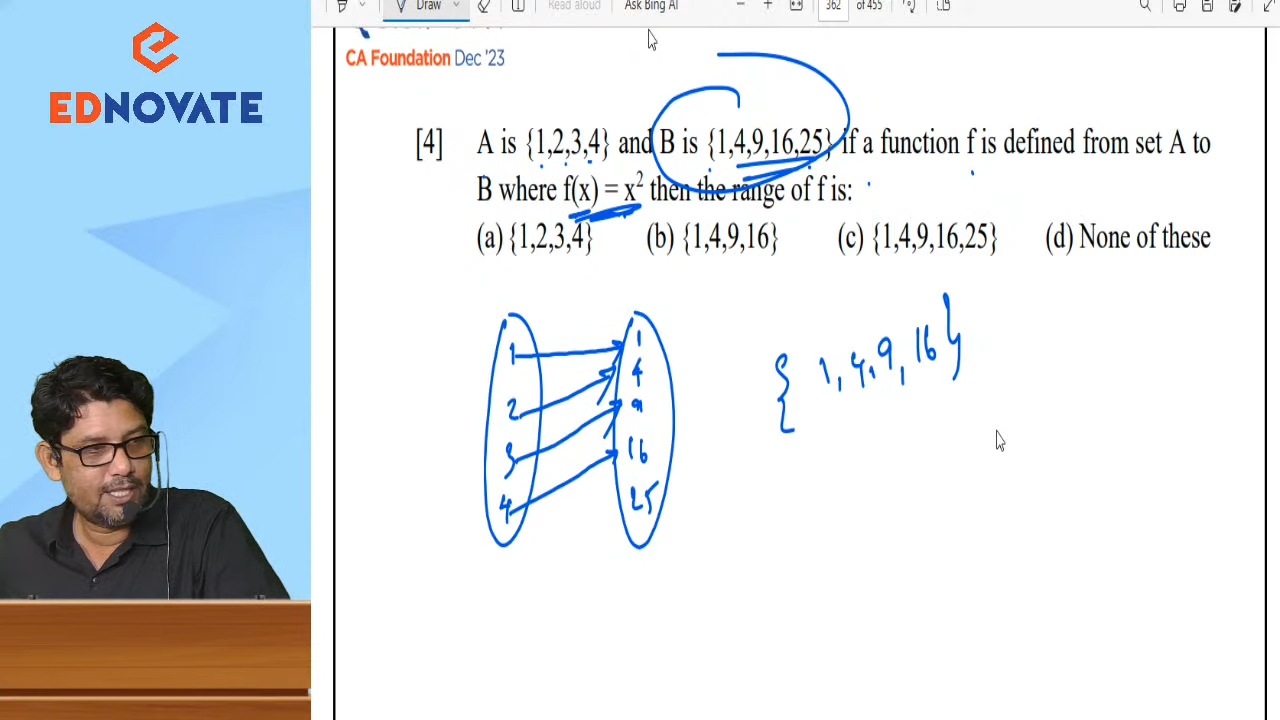 Draw
Read aloud
Ask Bing AI
362 of 455
CA Foundation Dec '23
EDNOVATE
[4] A is {1,2,3,4} and B is {1,4,9,16,25} if a function f is defined from set A to
B where f(x) = x² then the range of f is:
(a) {1,2,3,4} (b) {1,4,9,16} (c) {1,4,9,16,25} (d) None of these
1 1
4
2 9
3 16
4 25
{ 1, 4, 9, 16 }